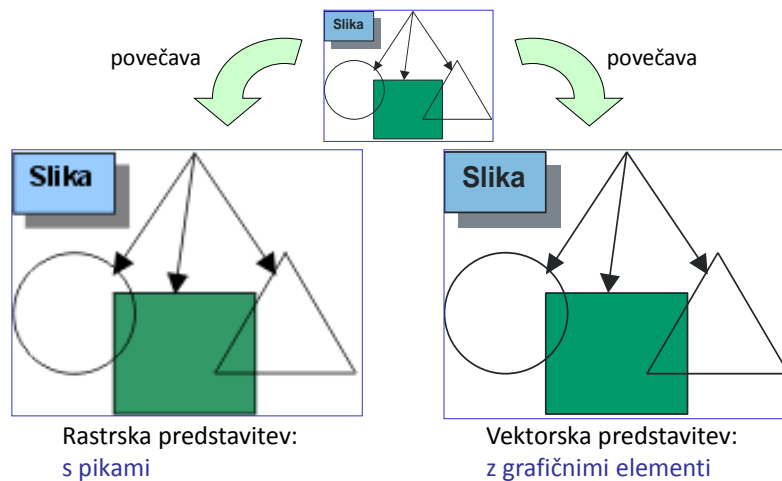 Slika
povečava
povečava
Slika
Slika
Rastrska predstavitev:
s pikami
Vektorska predstavitev:
z grafičnimi elementi